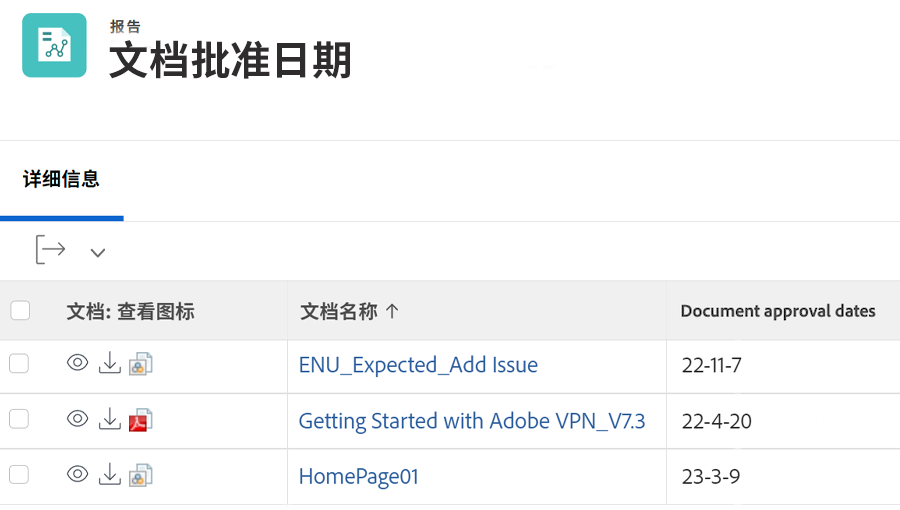 报告
文档批准日期
详细信息
文档: 查看图标 文档名称 ↑ Document approval dates
ENU_Expected_Add Issue 22-11-7
Getting Started with Adobe VPN_V7.3 22-4-20
HomePage01 23-3-9